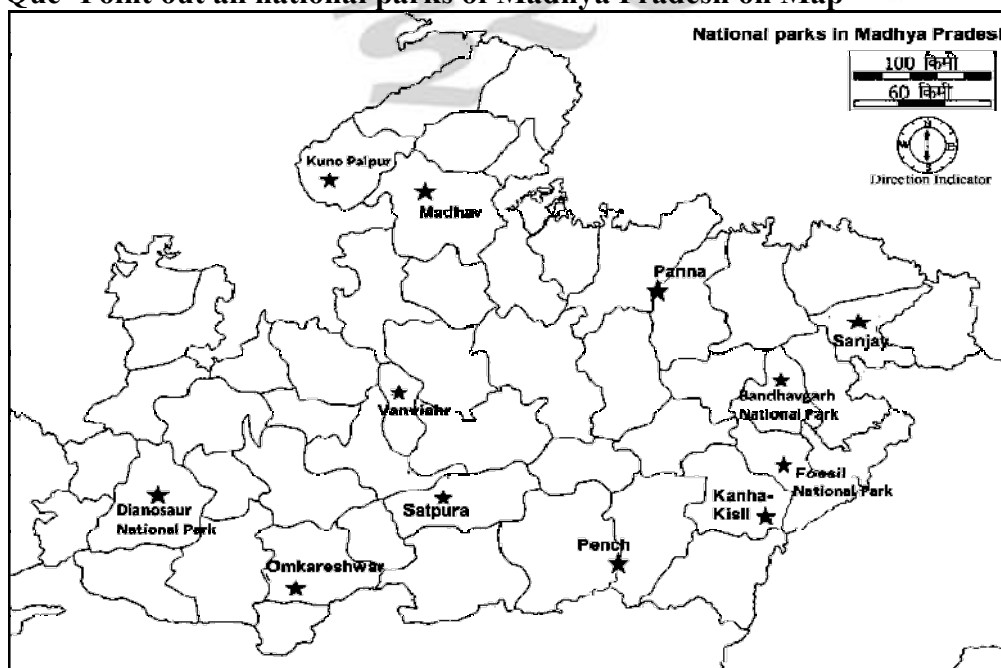 Que- Point out all national parks of Madhya Pradesh on Map
National parks in Madhya Pradesh
100 किमी
60 किमी
N
W
E
S
Direction Indicator
Kuno Palpur
Madhav
Panna
Sanjay
Bandhavgarh
National Park
Fossil
National Park
Kanha-
Kisli
Pench
Satpura
Omkareshwar
Dianosaur
National Park